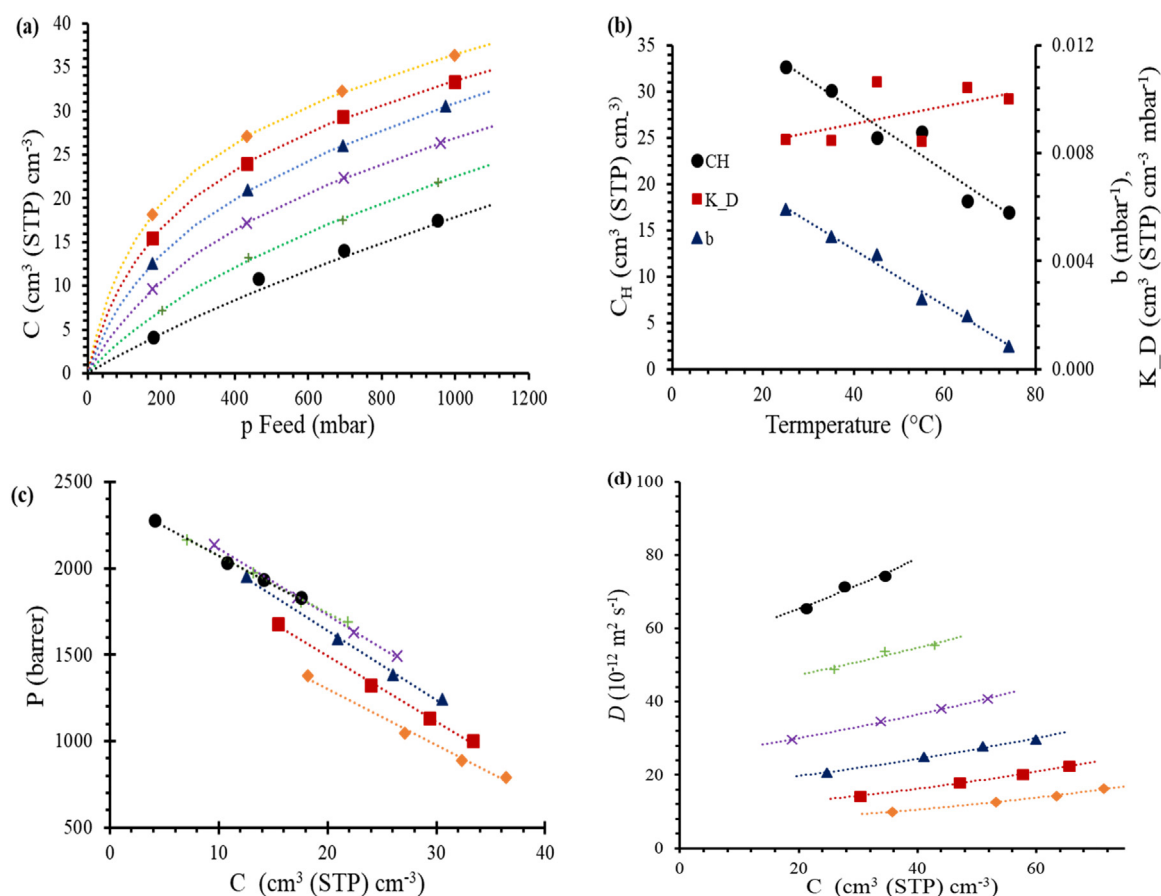 (a)
40
35
30
25
20
15
10
5
0
C (cm³ (STP) cm⁻³)
0 200 400 600 800 1000 1200
p Feed (mbar)
(b)
35
30
25
20
15
10
5
0
C_H (cm³ (STP) cm-³)
CH
K_D
b
0.012
0.008
0.004
0.000
b (mbar⁻¹),
K_D (cm³ (STP) cm⁻³ mbar⁻¹)
0 20 40 60 80
Termperature (°C)
(c)
2500
2000
1500
1000
500
P (barrer)
0 10 20 30 40
C (cm³ (STP) cm⁻³)
(d)
100
80
60
40
20
0
D (10⁻¹² m² s⁻¹)
0 20 40 60
C (cm³ (STP) cm⁻³)